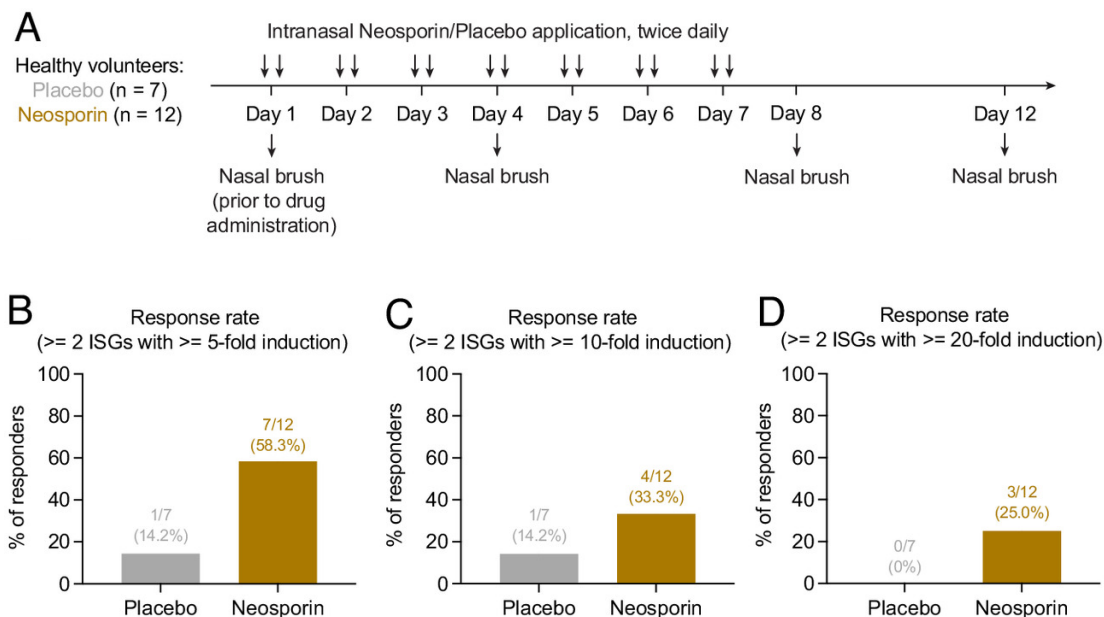 A
Intranasal Neosporin/Placebo application, twice daily
Healthy volunteers:
Placebo (n = 7)
Neosporin (n = 12)
Day 1 Day 2 Day 3 Day 4 Day 5 Day 6 Day 7 Day 8 Day 12
Nasal brush Nasal brush Nasal brush Nasal brush
(prior to drug
administration)
B
Response rate
(>= 2 ISGs with >= 5-fold induction)
% of responders
100
80
60
40
20
0
1/7
(14.2%)
7/12
(58.3%)
Placebo Neosporin
C
Response rate
(>= 2 ISGs with >= 10-fold induction)
% of responders
100
80
60
40
20
0
1/7
(14.2%)
4/12
(33.3%)
Placebo Neosporin
D
Response rate
(>= 2 ISGs with >= 20-fold induction)
% of responders
100
80
60
40
20
0
0/7
(0%)
3/12
(25.0%)
Placebo Neosporin